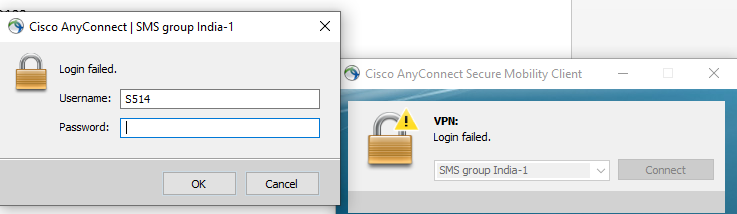 Cisco AnyConnect | SMS group India-1
Login failed.
Username: S514
Password:
OK Cancel
Cisco AnyConnect Secure Mobility Client
VPN:
Login failed.
SMS group India-1 Connect